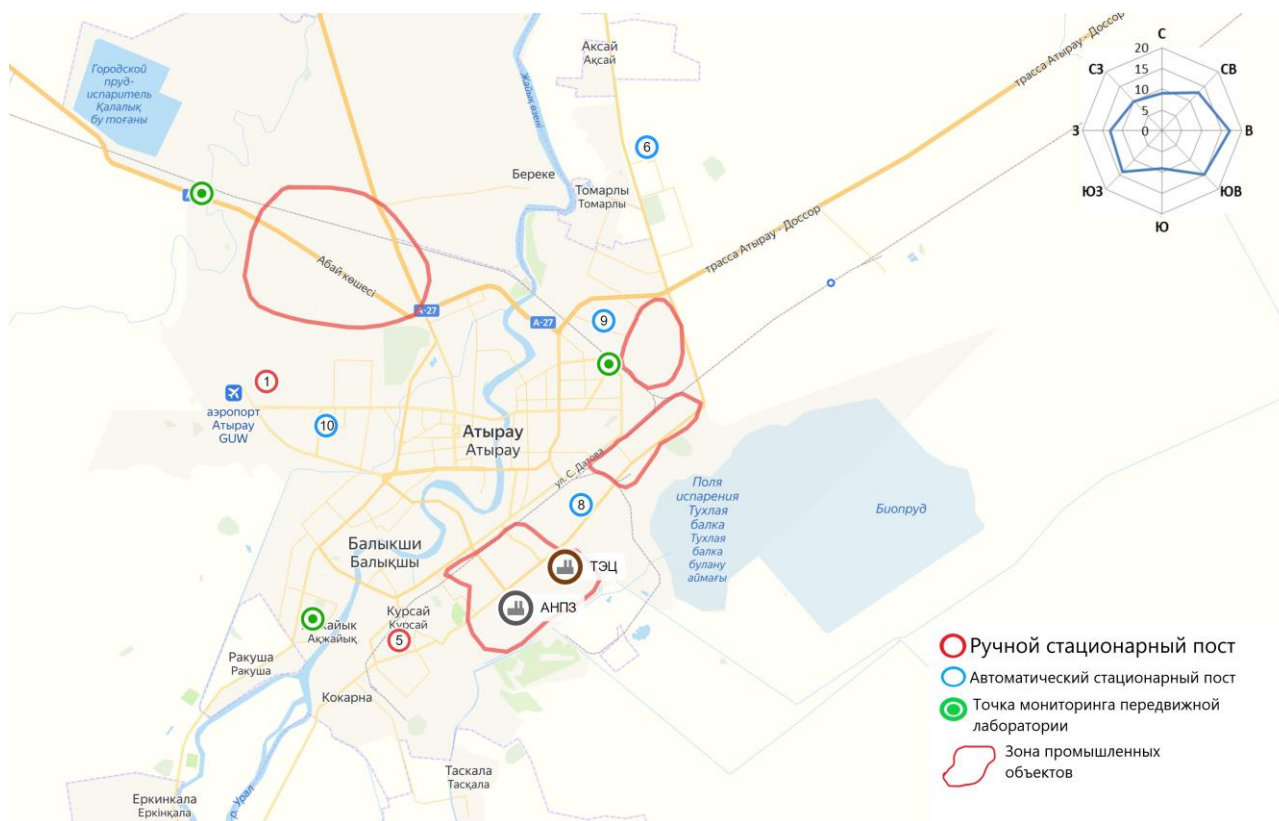 Городской
пруд-
испаритель
Қалалық
бу тоғаны
Жайық өзені
Аксай
Ақсай
трасса Атырау - Доссор
С
СВ
В
ЮВ
Ю
ЮЗ
З
СЗ
20
15
10
5
0
6
Береке
Томарлы
Томарлы
трасса Атырау - Доссор
Абай көшесі
А-27
А-27
9
1
аэропорт
Атырау
GUW
10
Атырау
Атырау
ул. С. Датова
8
Поля
испарения
Тухлая
балка
Тухлая
балка
булану
аймағы
Биопруд
Балыкши
Балықшы
ТЭЦ
АНПЗ
Курсай
Курсай
5
Ақжайық
Ракуша
Ракуша
Кокарна
Таскала
Тасқала
Еркинкала
Еркінқала
р. Урал
Ручной стационарный пост
Автоматический стационарный пост
Точка мониторинга передвижной
лаборатории
Зона промышленных
объектов